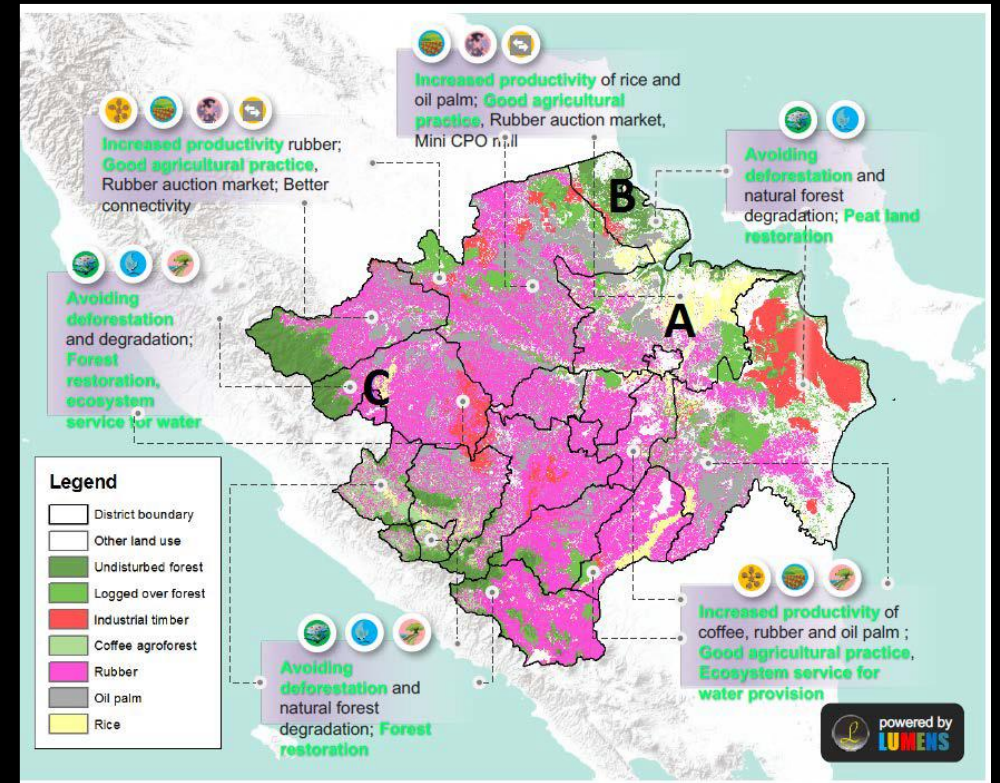 Increased productivity of rice and
oil palm; Good agricultural
practice, Rubber auction market,
Mini CPO mill
Increased productivity rubber;
Good agricultural practice,
Rubber auction market; Better
connectivity
Avoiding
deforestation and
natural forest
degradation; Peat land
restoration
Avoiding
deforestation
and degradation;
Forest
restoration,
ecosystem
service for water
B
A
C
Legend
District boundary
Other land use
Undisturbed forest
Logged over forest
Industrial timber
Coffee agroforest
Rubber
Oil palm
Rice
Avoiding
deforestation and
natural forest
degradation; Forest
restoration
Increased productivity of
coffee, rubber and oil palm ;
Good agricultural practice,
Ecosystem service for
water provision
L
powered by
LUMENS